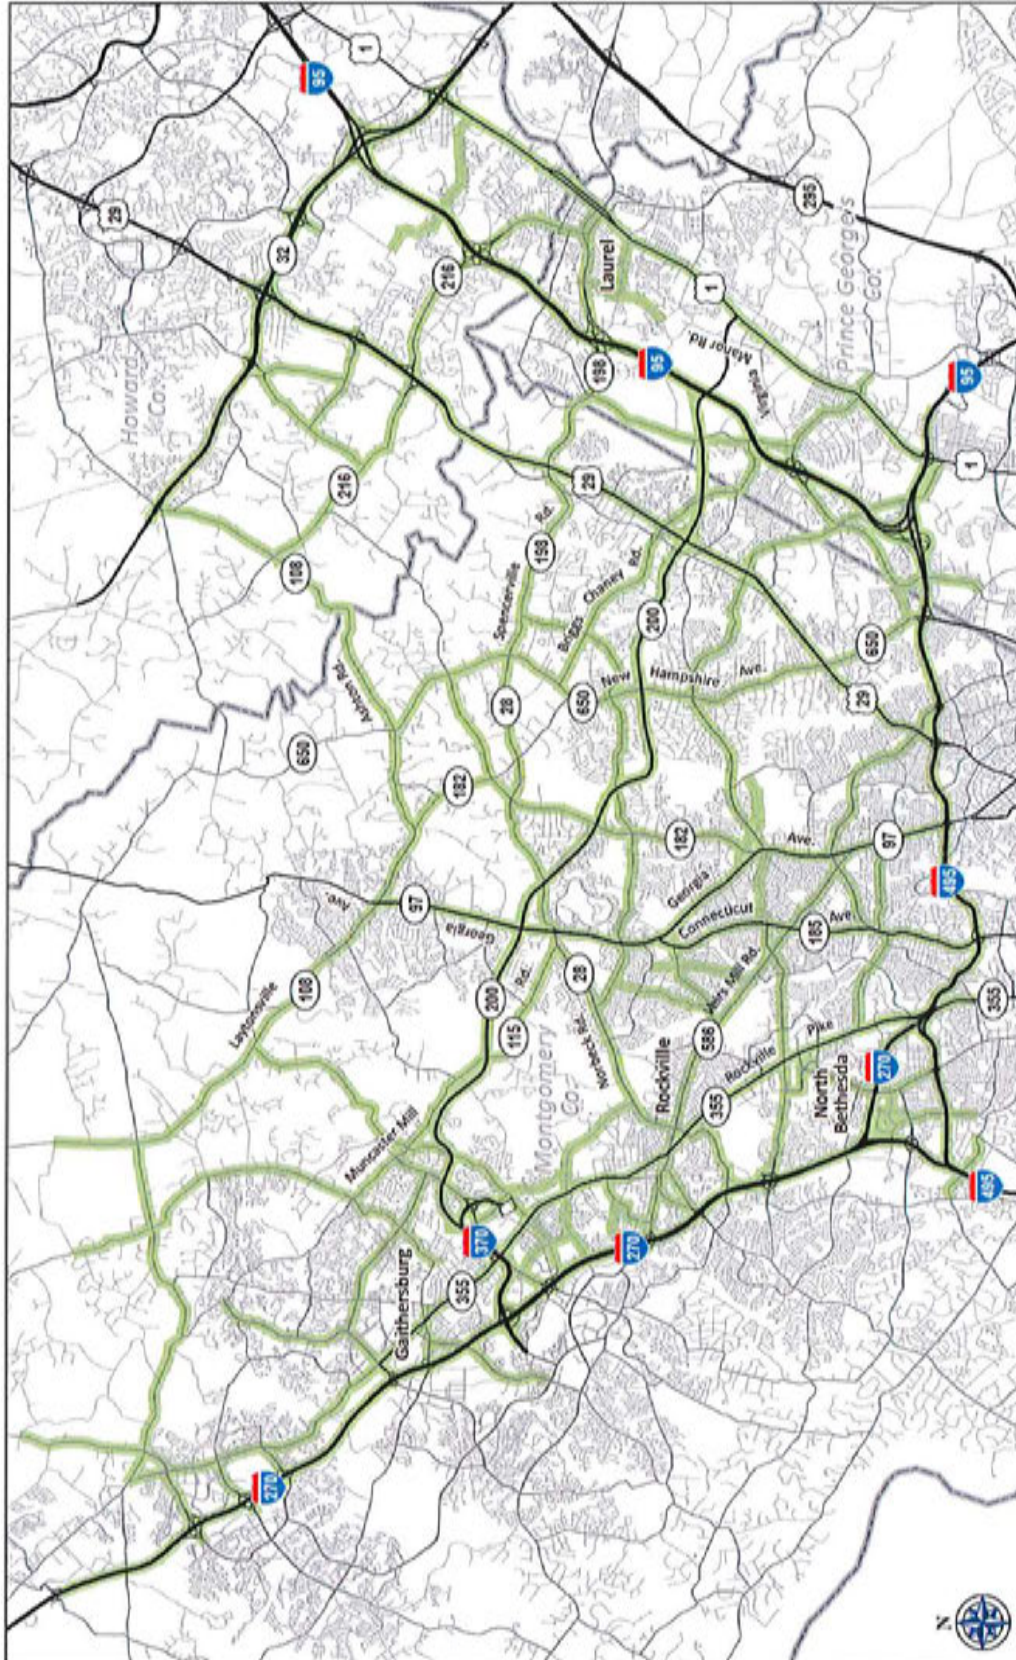 29
1
95
32
Howard
Co.
216
216
108
Ashton Rd.
650
Laurel
198
1
295
Prince Georges
Co.
95
Virginia
Manor Rd.
95
1
29
Spencerville
Rd.
198
Briggs
Chaney
Rd.
200
28
650
New
Hampshire
Ave.
650
29
182
182
Ave.
97
Georgia
97
Georgia
Ave.
Connecticut
Ave.
185
495
Laytonsville
108
200
115
Rd.
Muncaster Mill
28
Norbeck Rd.
Montgomery
Co.
Rockville
586
Mill Rd.
355
Rockville
Pike
355
North
Bethesda
270
495
370
Gaithersburg
355
270
270
N